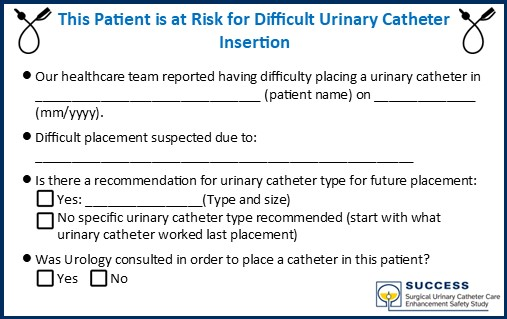 This Patient is at Risk for Difficult Urinary Catheter
Insertion
● Our healthcare team reported having difficulty placing a urinary catheter in
______________________________ (patient name) on ______________
(mm/yyyy).
● Difficult placement suspected due to:
__________________________________________________
● Is there a recommendation for urinary catheter type for future placement:
☐ Yes: ________________(Type and size)
☐ No specific urinary catheter type recommended (start with what
urinary catheter worked last placement)
● Was Urology consulted in order to place a catheter in this patient?
☐ Yes ☐ No
SUCCESS
Surgical Urinary Catheter Care
Enhancement Safety Study